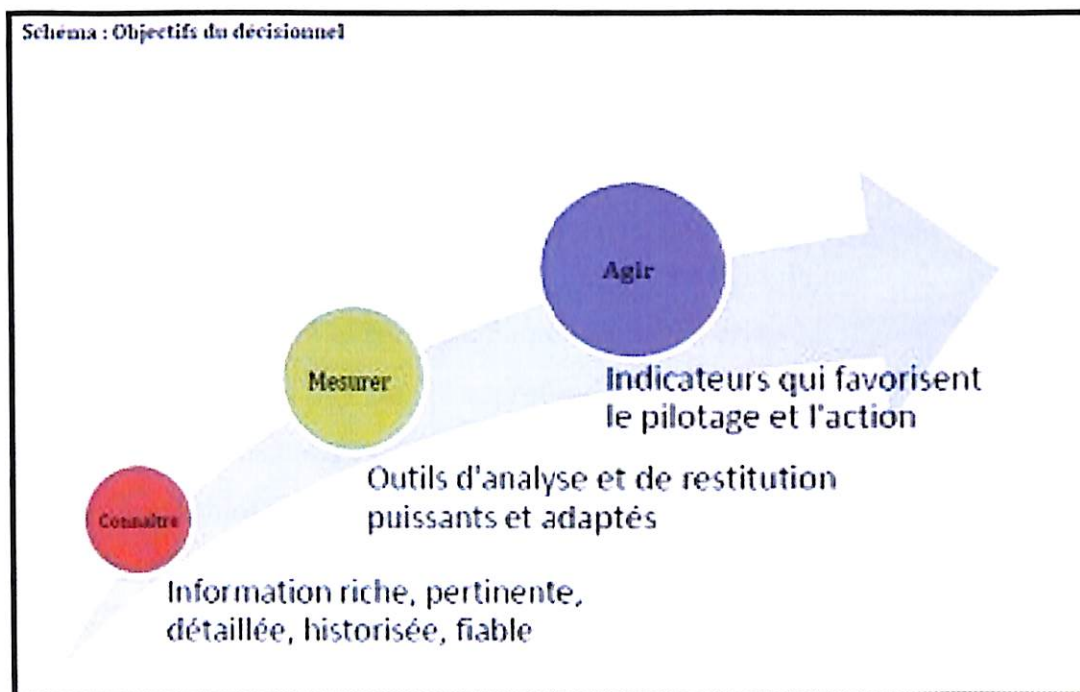 Schéma : Objectifs du décisionnel
Agir
Indicateurs qui favorisent
le pilotage et l'action
Mesurer
Outils d'analyse et de restitution
puissants et adaptés
Connaître
Information riche, pertinente,
détaillée, historisée, fiable